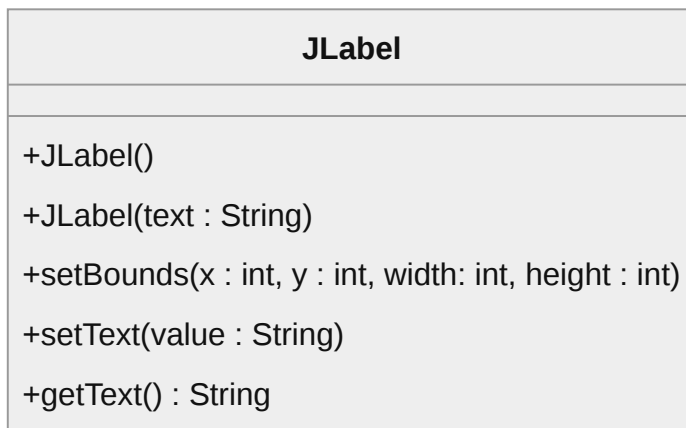 JLabel
+JLabel()
+JLabel(text : String)
+setBounds(x : int, y : int, width: int, height : int)
+setText(value : String)
+getText() : String